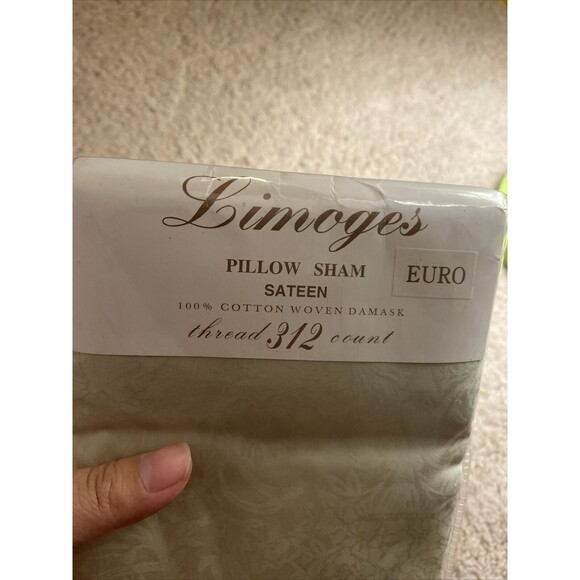 Limoges
PILLOW SHAM
EURO
SATEEN
100% COTTON WOVEN DAMASK
thread 312 count